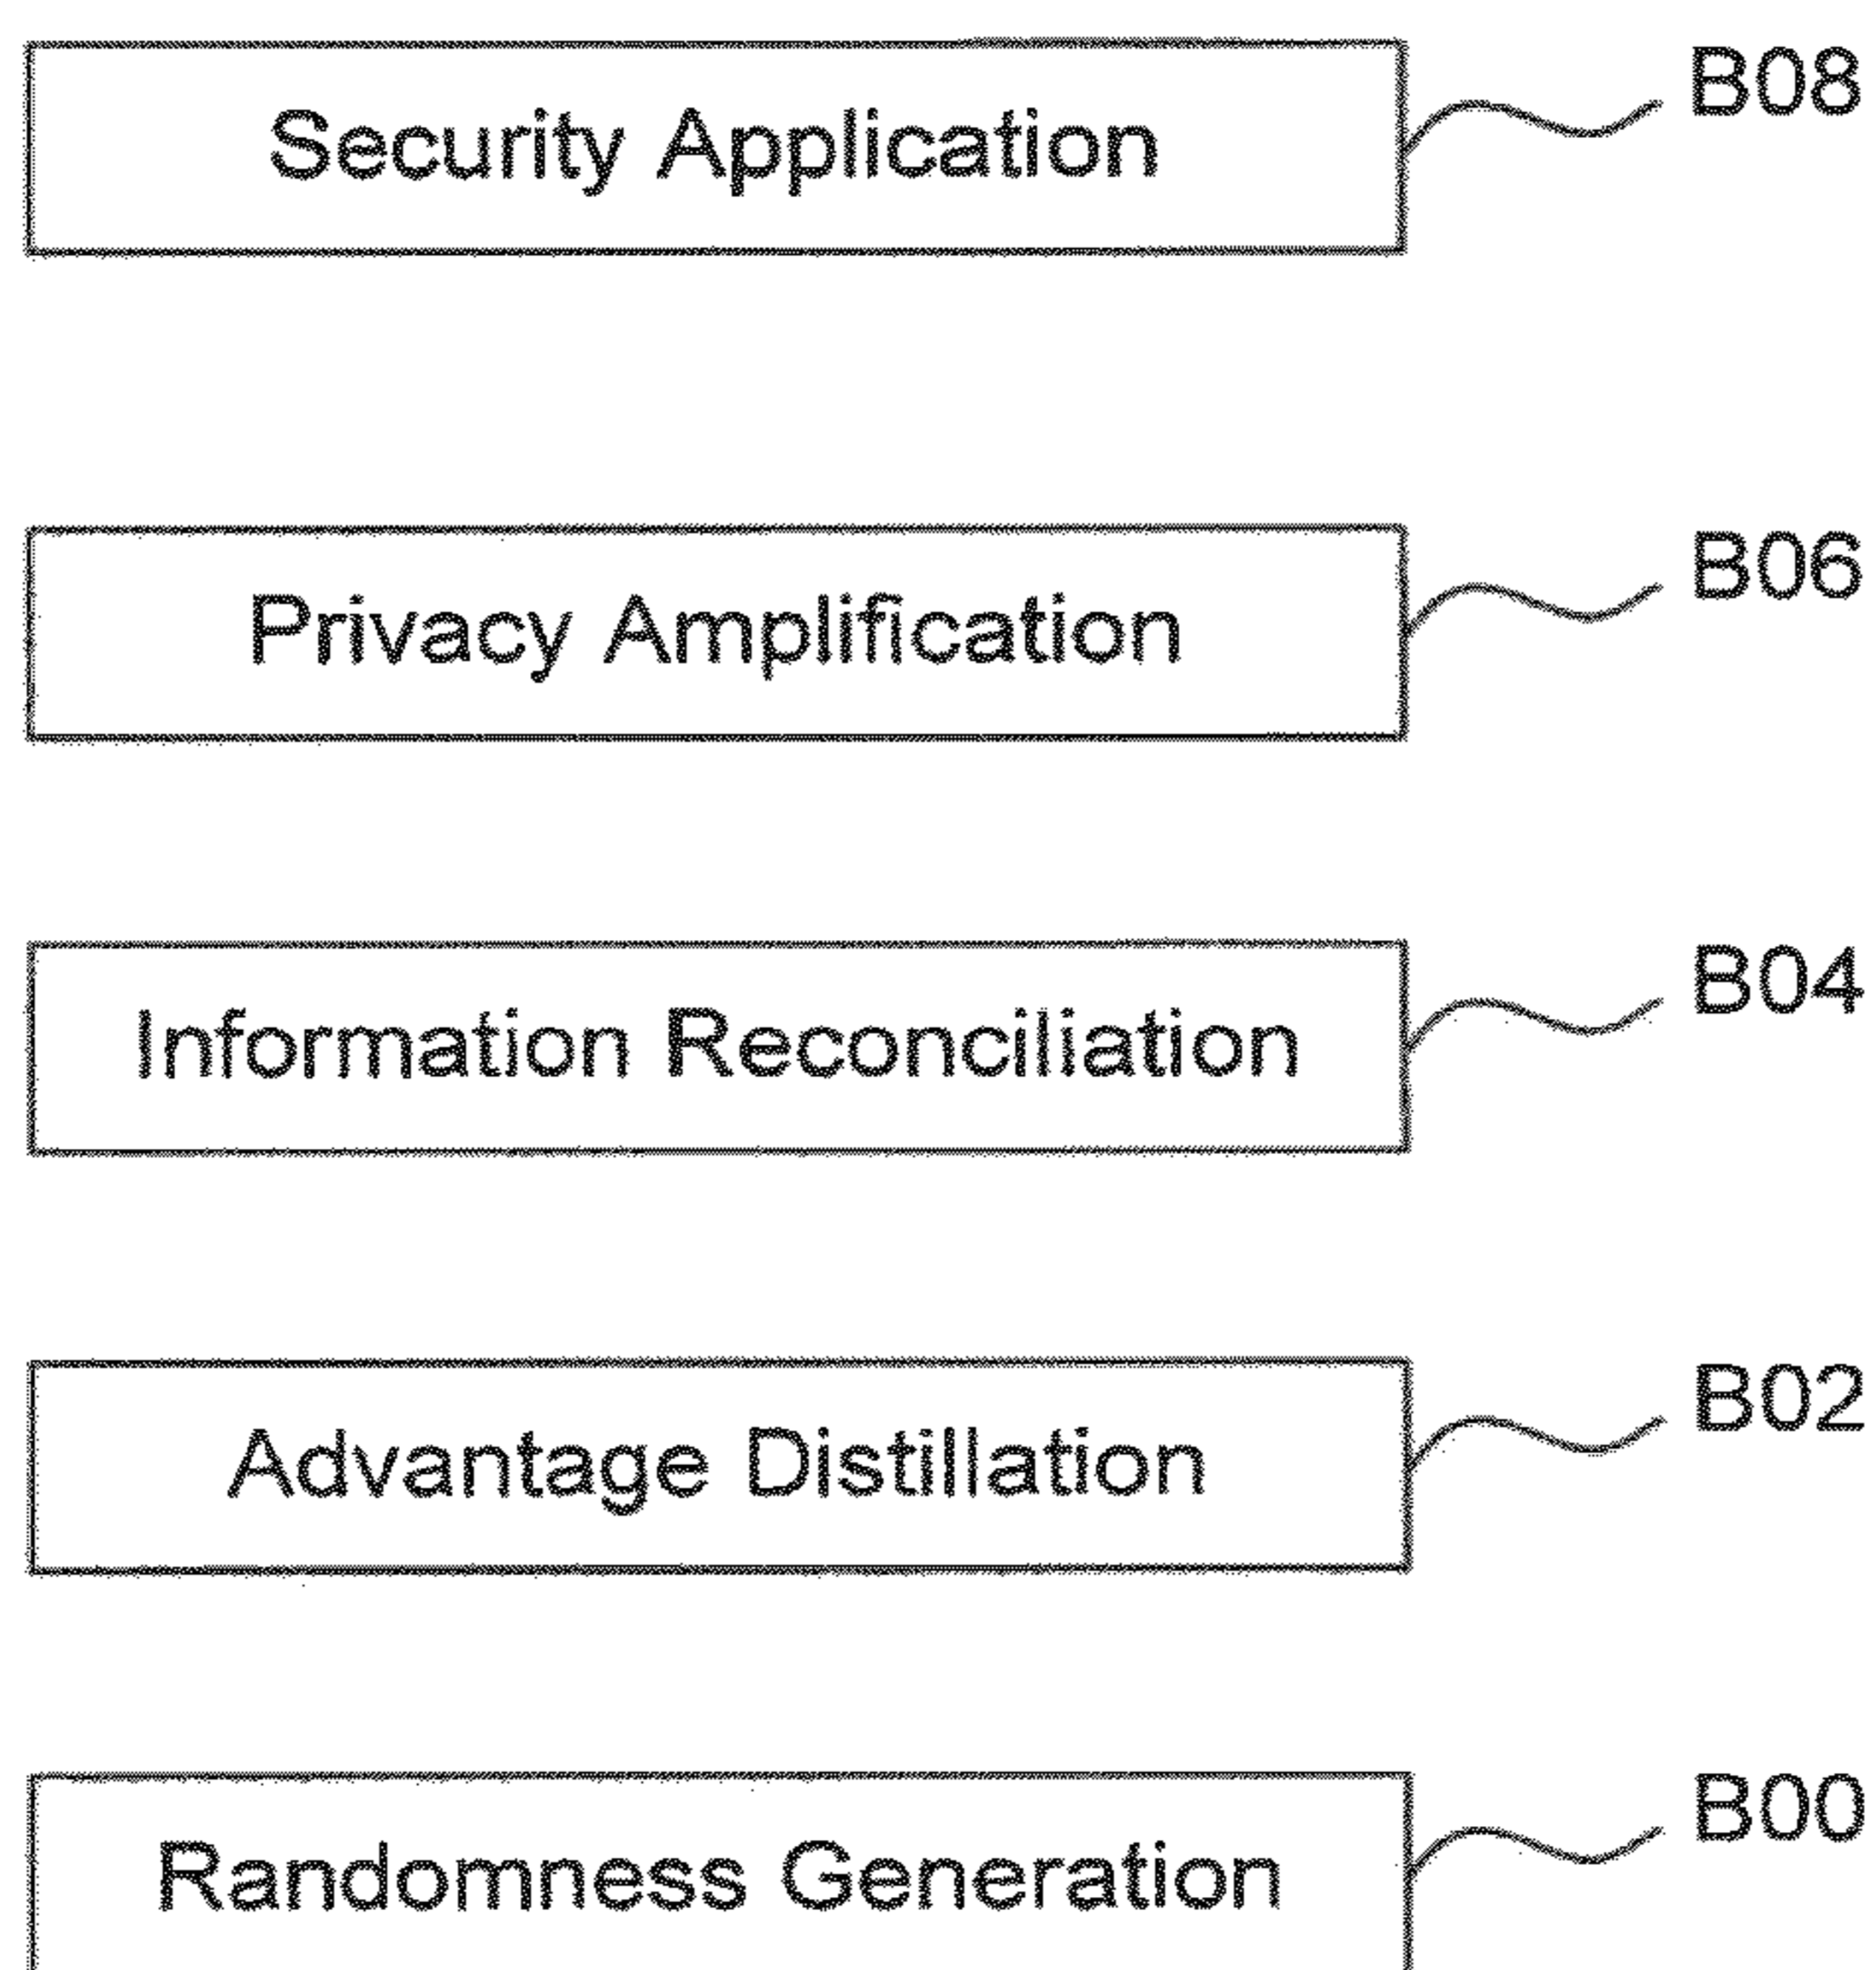 Security Application B08
Privacy Amplification B06
Information Reconciliation B04
Advantage Distillation B02
Randomness Generation B00